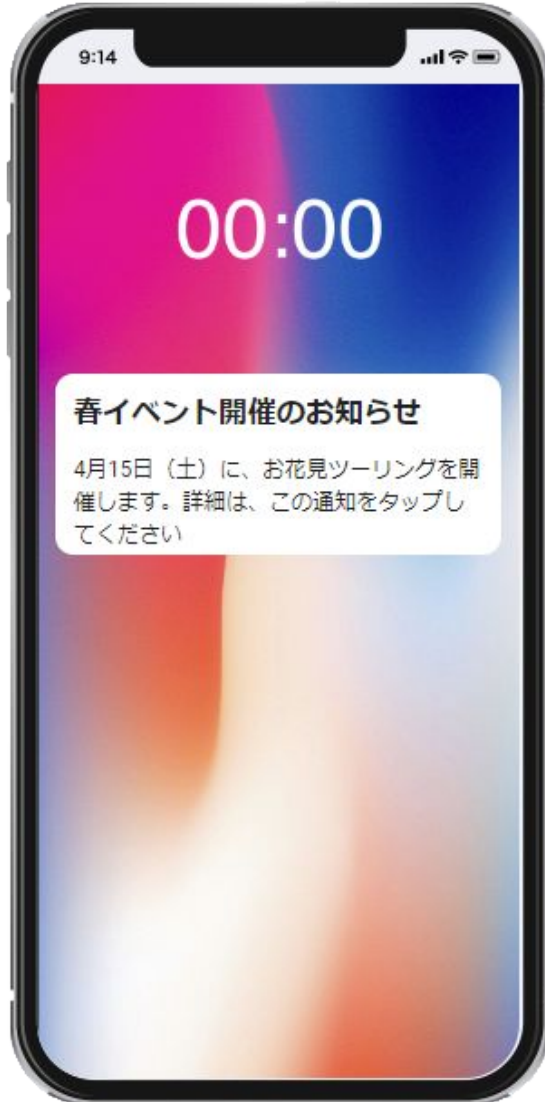 9:14
00:00
春イベント開催のお知らせ
4月15日（土）に、お花見ツーリングを開
催します。詳細は、この通知をタップし
てください